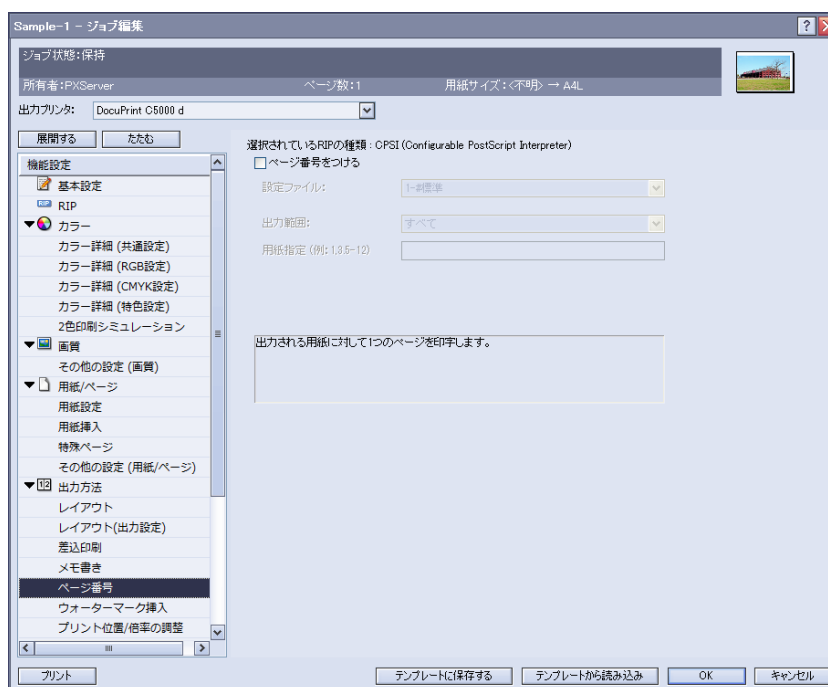 Sample-1 - ジョブ編集
ジョブ状態:保持
所有者:PXServer ページ数:1 用紙サイズ:<不明> → A4L
出力プリンタ: DocuPrint C5000 d
展開する たたむ
選択されているRIPの種類 : CPSI (Configurable PostScript Interpreter)
機能設定
ページ番号をつける
基本設定
設定ファイル: 1-#標準
RIP
カラー
出力範囲: すべて
カラー詳細 (共通設定)
用紙指定 (例: 1,3,5-12)
カラー詳細 (RGB設定)
カラー詳細 (CMYK設定)
カラー詳細 (特色設定)
2色印刷シミュレーション
画質
出力される用紙に対して1つのページを印字します。
その他の設定 (画質)
用紙/ページ
用紙設定
用紙挿入
特殊ページ
その他の設定 (用紙/ページ)
出力方法
レイアウト
レイアウト(出力設定)
差込印刷
メモ書き
ページ番号
ウォーターマーク挿入
プリント位置/倍率の調整
プリント テンプレートに保存する テンプレートから読み込み OK キャンセル